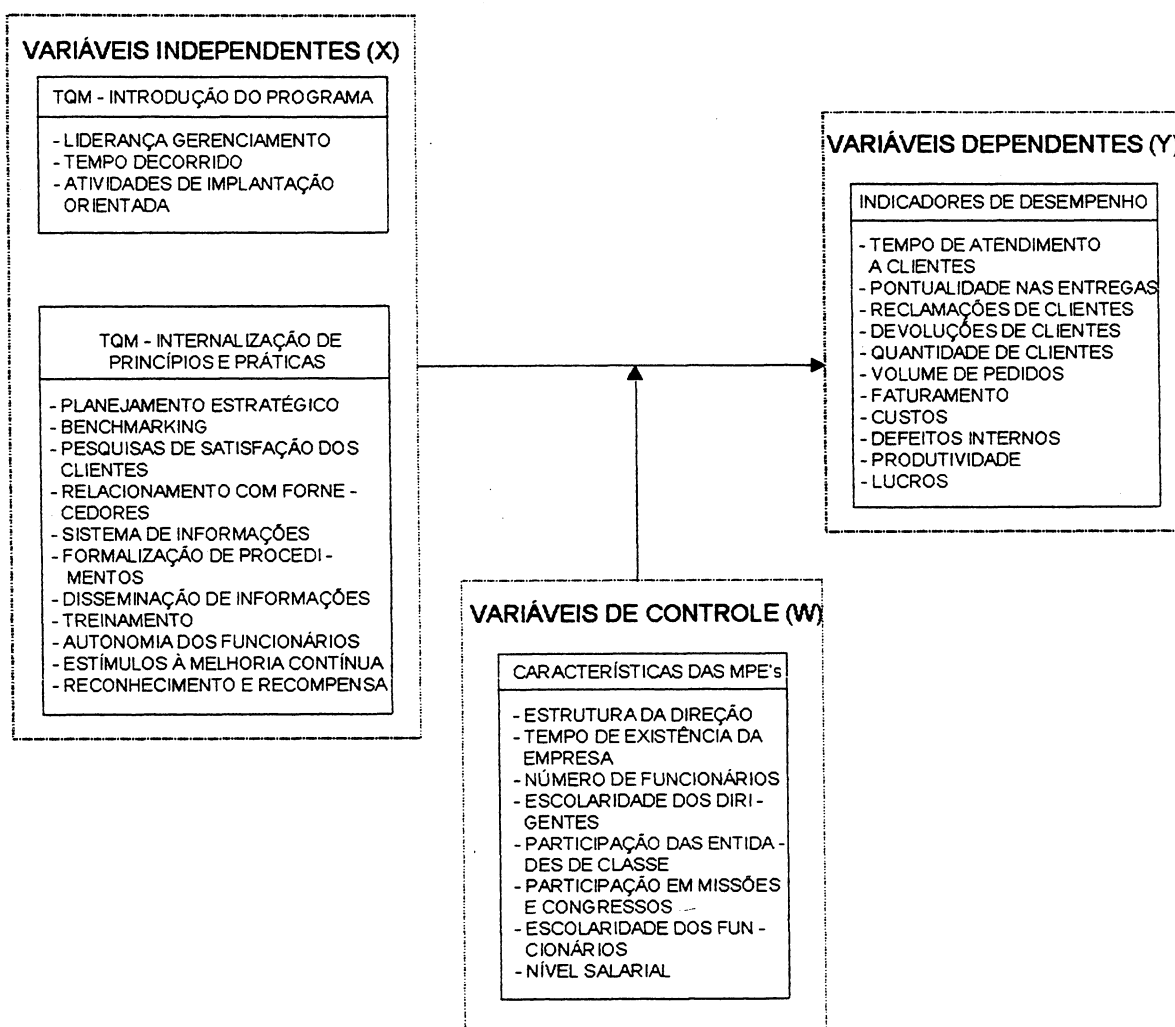 VARIÁVEIS INDEPENDENTES (X)
TQM - INTRODUÇÃO DO PROGRAMA
- LIDERANÇA GERENCIAMENTO
- TEMPO DECORRIDO
- ATIVIDADES DE IMPLANTAÇÃO
ORIENTADA
TQM - INTERNALIZAÇÃO DE
PRINCÍPIOS E PRÁTICAS
- PLANEJAMENTO ESTRATÉGICO
- BENCHMARKING
- PESQUISAS DE SATISFAÇÃO DOS
CLIENTES
- RELACIONAMENTO COM FORNE -
CEDORES
- SISTEMA DE INFORMAÇÕES
- FORMALIZAÇÃO DE PROCEDI -
MENTOS
- DISSEMINAÇÃO DE INFORMAÇÕES
- TREINAMENTO
- AUTONOMIA DOS FUNCIONÁRIOS
- ESTÍMULOS À MELHORIA CONTÍNUA
- RECONHECIMENTO E RECOMPENSA
VARIÁVEIS DEPENDENTES (Y)
INDICADORES DE DESEMPENHO
- TEMPO DE ATENDIMENTO
A CLIENTES
- PONTUALIDADE NAS ENTREGAS
- RECLAMAÇÕES DE CLIENTES
- DEVOLUÇÕES DE CLIENTES
- QUANTIDADE DE CLIENTES
- VOLUME DE PEDIDOS
- FATURAMENTO
- CUSTOS
- DEFEITOS INTERNOS
- PRODUTIVIDADE
- LUCROS
VARIÁVEIS DE CONTROLE (W)
CARACTERÍSTICAS DAS MPE's
- ESTRUTURA DA DIREÇÃO
- TEMPO DE EXISTÊNCIA DA
EMPRESA
- NÚMERO DE FUNCIONÁRIOS
- ESCOLARIDADE DOS DIRI -
GENTES
- PARTICIPAÇÃO DAS ENTIDA -
DES DE CLASSE
- PARTICIPAÇÃO EM MISSÕES
E CONGRESSOS
- ESCOLARIDADE DOS FUN -
CIONÁRIOS
- NÍVEL SALARIAL